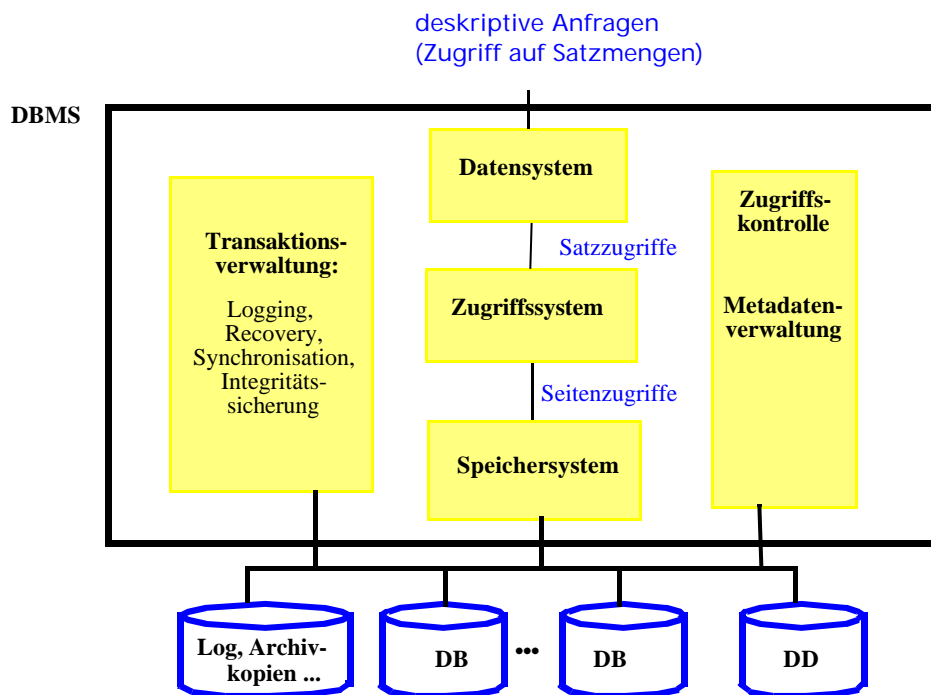 deskriptive Anfragen
(Zugriff auf Satzmengen)
DBMS
Datensystem
Satzzugriffe
Zugriffssystem
Seitenzugriffe
Speichersystem
Transaktions-
verwaltung:
Logging,
Recovery,
Synchronisation,
Integritäts-
sicherung
Zugriffs-
kontrolle
Metadaten-
verwaltung
Log, Archiv-
kopien ...
DB
...
DB
DD